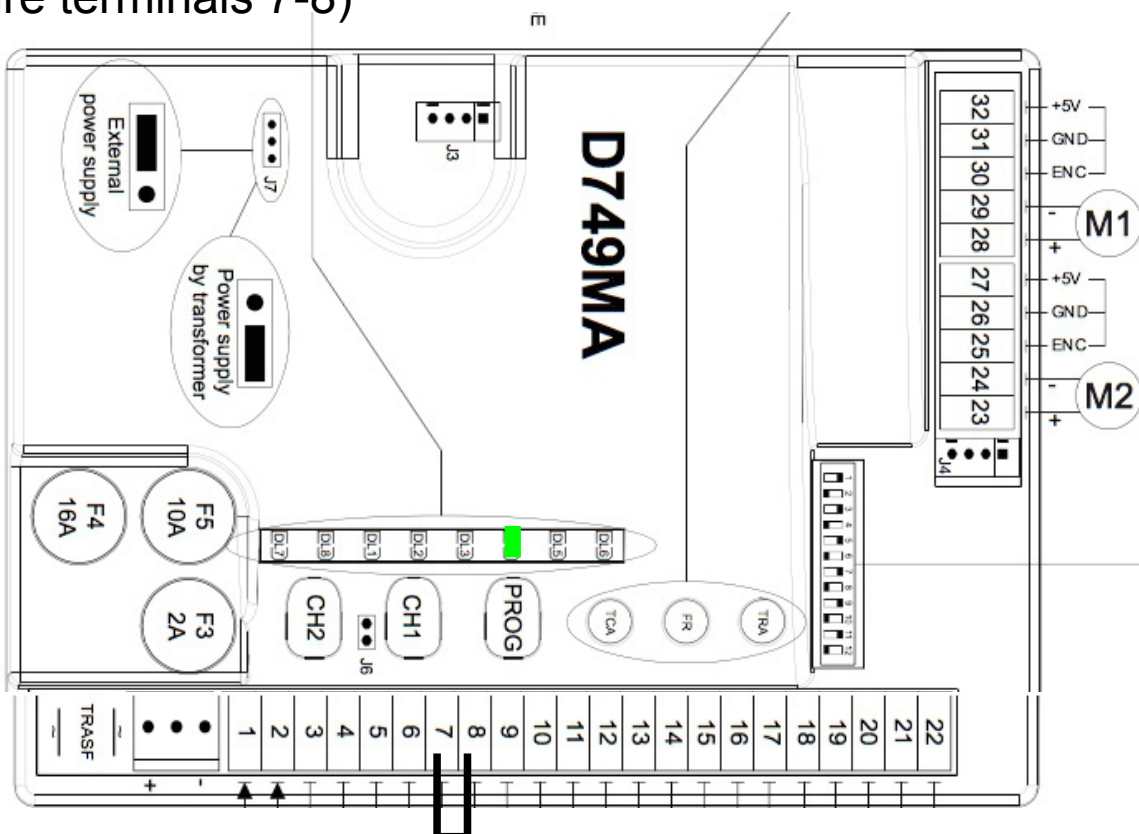 re terminals 7-8)
E
External
power supply
J7
Power supply
by transformer
J3
D749MA
32
31
30
29
28
27
26
25
24
23
+5V
GND
ENC
-
+
M1
+5V
GND
ENC
-
+
M2
J4
F4
16A
F5
10A
F3
2A
DL7
DL8
DL1
DL2
DL3
DL5
DL6
CH2
J6
CH1
PROG
TCA
FR
TRA
1
2
3
4
5
6
7
8
9
10
11
12
~ TRASF ~
+ -
1 2 3 4 5 6 7 8 9 10 11 12 13 14 15 16 17 18 19 20 21 22